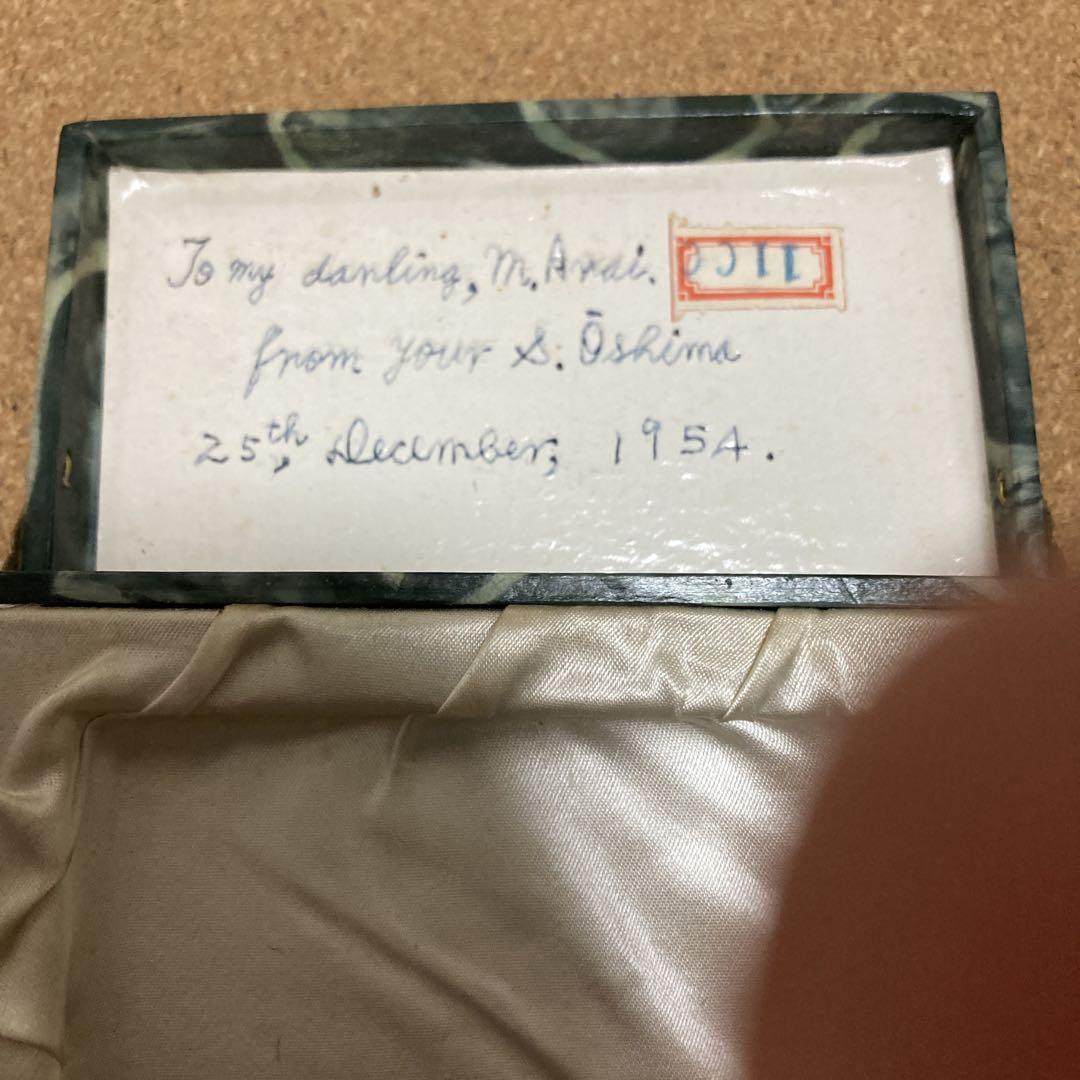 To my darling, M. Arai.
from your S. Ōshima
25th, December, 1954.